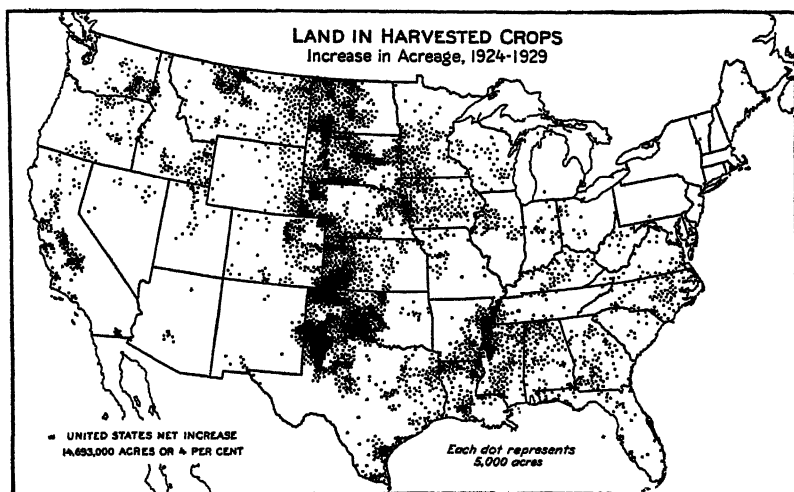 LAND IN HARVESTED CROPS
Increase in Acreage, 1924-1929
UNITED STATES NET INCREASE
14,693,000 ACRES OR 4 PER CENT
Each dot represents
5,000 acres